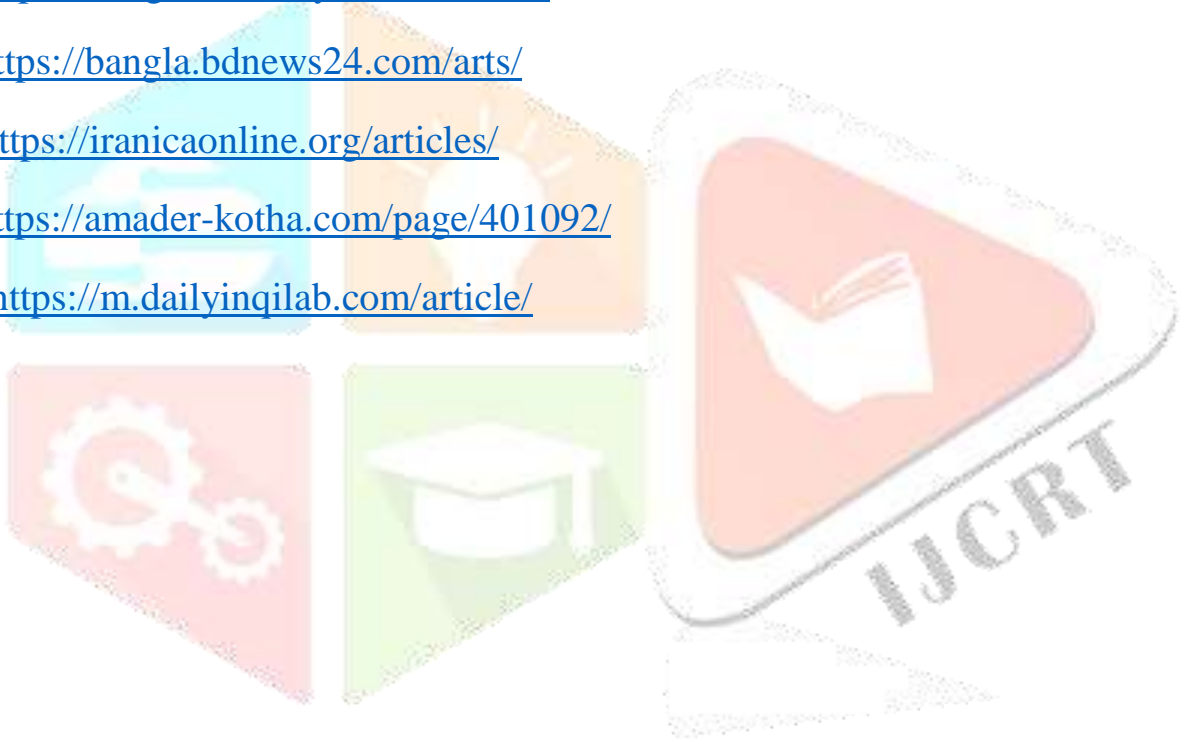 ttps://bangla.bdnews24.com/arts/
ttps://iranicaonline.org/articles/
ttps://amader-kotha.com/page/401092/
https://m.dailyinqilab.com/article/
IJCRT